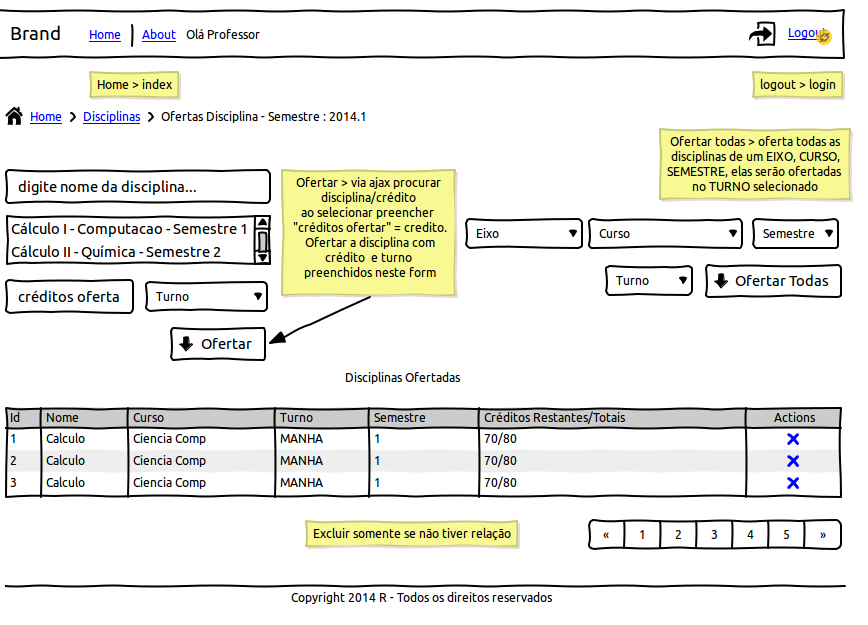 Brand Home About Olá Professor Logout
Home > index
logout > login
Home Disciplinas Ofertas Disciplina - Semestre : 2014.1
Ofertar todas > oferta todas as
disciplinas de um EIXO, CURSO,
SEMESTRE, elas serão ofertadas
no TURNO selecionado
digite nome da disciplina...
Cálculo I - Computacao - Semestre 1
Cálculo II - Química - Semestre 2
créditos oferta
Turno
Ofertar
Ofertar > via ajax procurar
disciplina/crédito
ao selecionar preencher
"créditos ofertar" = credito.
Ofertar a disciplina com
crédito e turno
preenchidos neste form
Eixo Curso Semestre
Turno Ofertar Todas
Disciplinas Ofertadas
Id Nome Curso Turno Semestre Créditos Restantes/Totais Actions
1 Calculo Ciencia Comp MANHA 1 70/80
2 Calculo Ciencia Comp MANHA 1 70/80
3 Calculo Ciencia Comp MANHA 1 70/80
Excluir somente se não tiver relação
« 1 2 3 4 5 »
Copyright 2014 R - Todos os direitos reservados